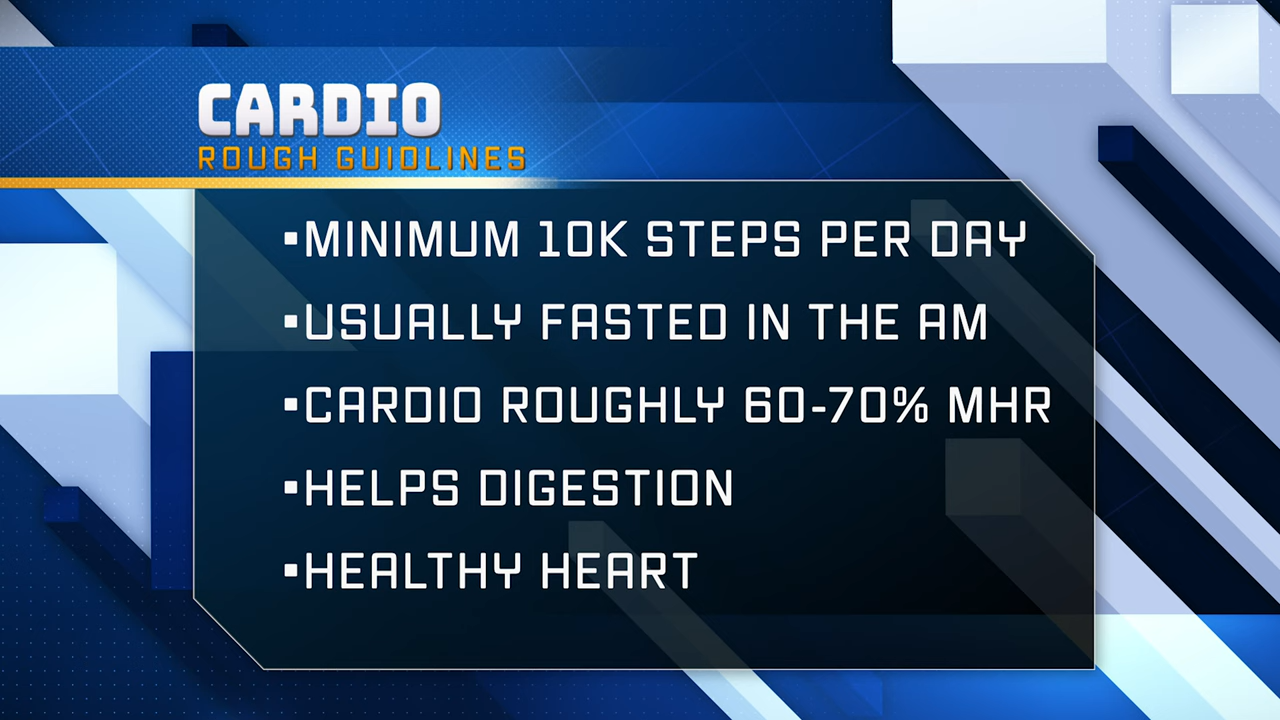 CARDIO
ROUGH GUIDLINES
▪MINIMUM 10K STEPS PER DAY
▪USUALLY FASTED IN THE AM
▪CARDIO ROUGHLY 60-70% MHR
▪HELPS DIGESTION
▪HEALTHY HEART